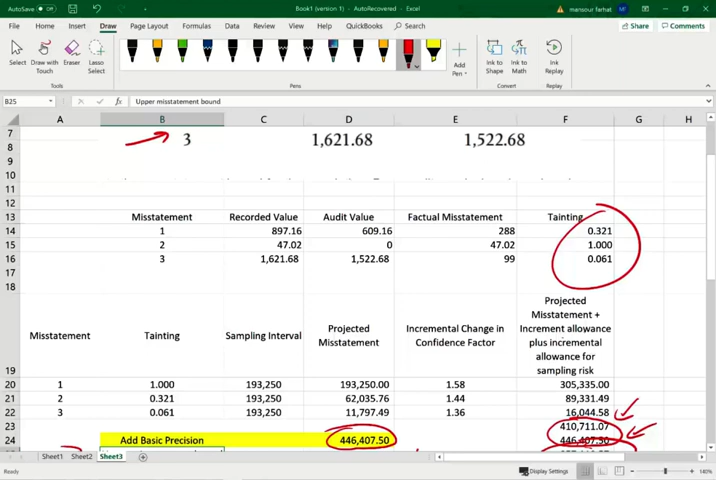 AutoSave Off Book1 (version 1) - AutoRecovered - Excel mansour farhat MF
File Home Insert Draw Page Layout Formulas Data Review View QuickBooks Search Share Comments
Select Draw with Touch Eraser Lasso Select Add Pen Ink to Shape Ink to Math Ink Replay
Tools Pens Convert Replay
B25 fx Upper misstatement bound
A B C D E F G H
7
8 3 1,621.68 1,522.68
9
10
11
12
13 Misstatement Recorded Value Audit Value Factual Misstatement Tainting
14 1 897.16 609.16 288 0.321
15 2 47.02 0 47.02 1.000
16 3 1,621.68 1,522.68 99 0.061
17
18
Projected
Misstatement +
Misstatement Tainting Sampling Interval Projected Misstatement Incremental Change in Confidence Factor Increment allowance
plus incremental
allowance for
19 sampling risk
20 1 1.000 193,250 193,250.00 1.58 305,335.00
21 2 0.321 193,250 62,035.76 1.44 89,331.49
22 3 0.061 193,250 11,797.49 1.36 16,044.58
23 410,711.07
24 Add Basic Precision 446,407.50 446,407.50
Sheet1 Sheet2 Sheet3
Ready Display Settings 140%